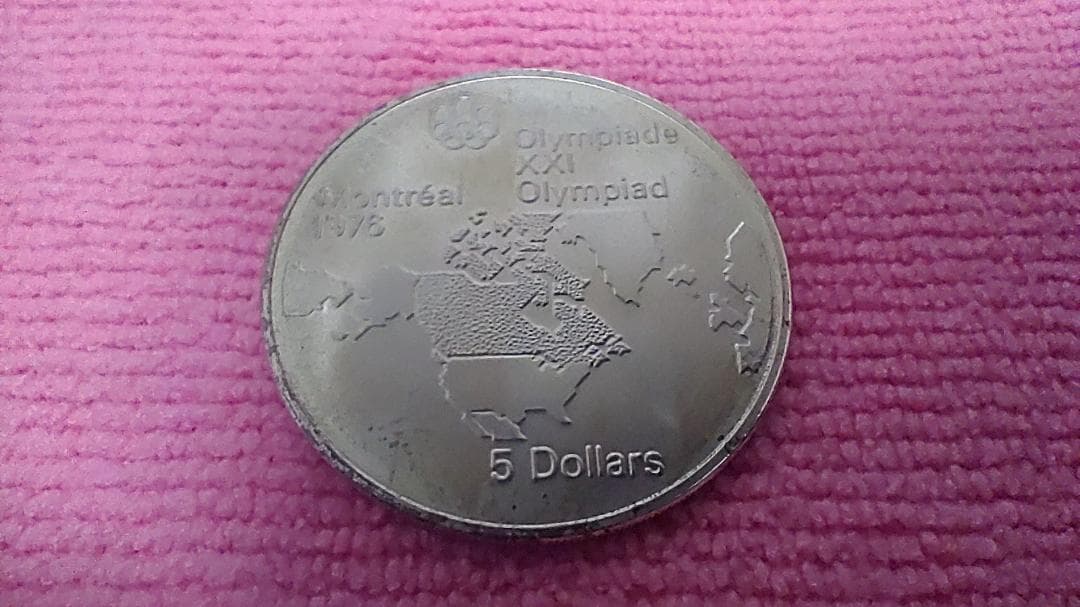 Olympiade
XXI
Olympiad
Montréal
1976
5 Dollars